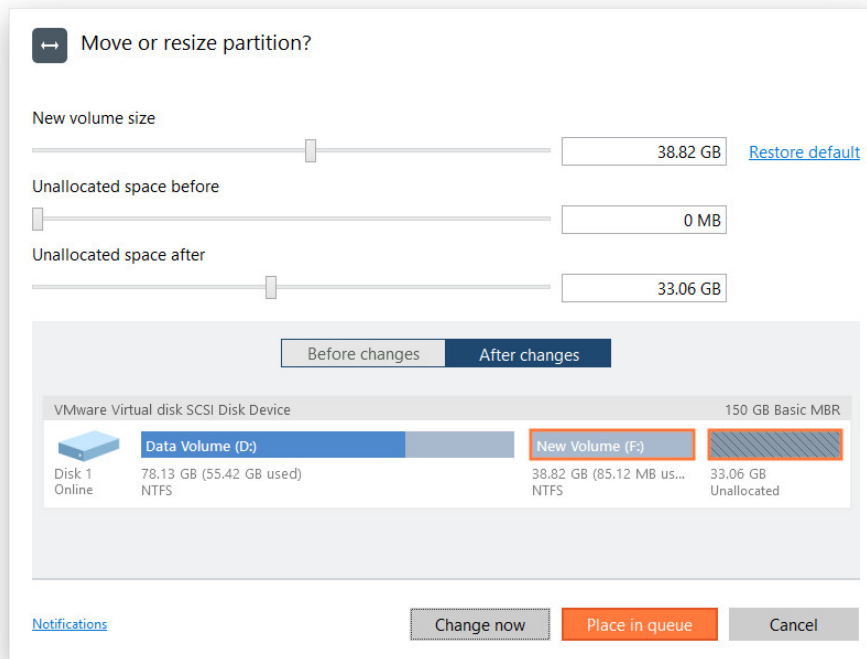 Move or resize partition?
New volume size
38.82 GB Restore default
Unallocated space before
0 MB
Unallocated space after
33.06 GB
Before changes After changes
VMware Virtual disk SCSI Disk Device 150 GB Basic MBR
Data Volume (D:) New Volume (F:)
Disk 1 78.13 GB (55.42 GB used) 38.82 GB (85.12 MB us... 33.06 GB
Online NTFS NTFS Unallocated
Notifications Change now Place in queue Cancel